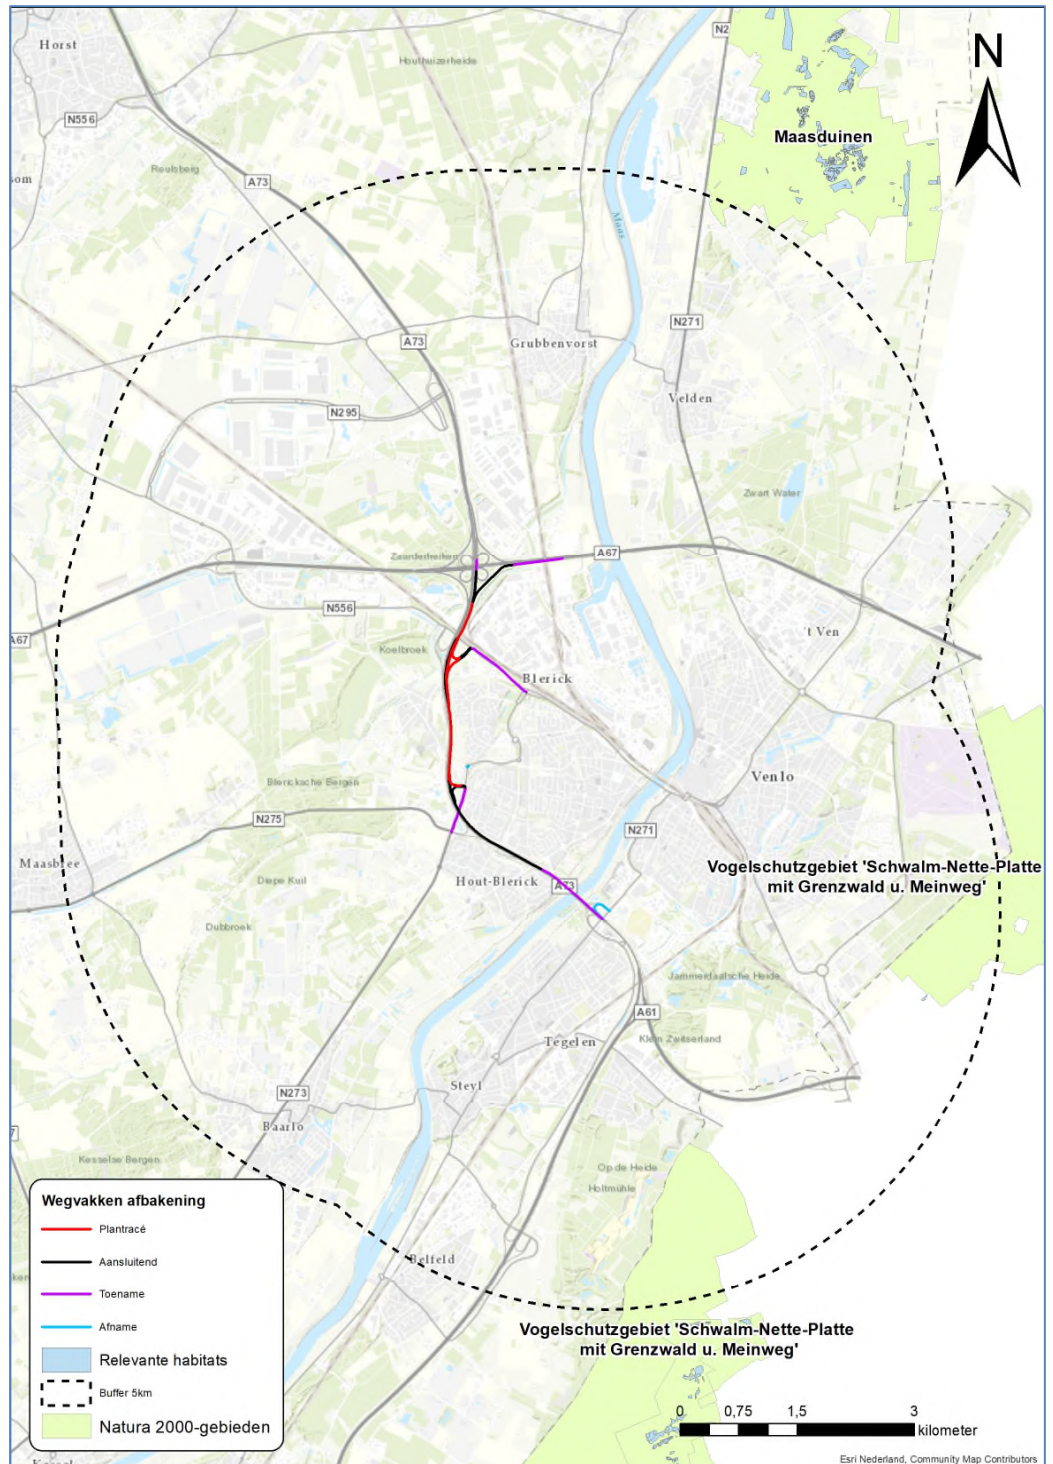 Horst
Houthuizerheide
N2
N
N556
Maasduinen
Reulsberg
som
A73
Maas
N271
A73
Grubbenvorst
Velden
N295
Zwart Water
Zaarderheiken
A67
N556
't Ven
A67
Koelbroek
Blerick
Blericksche Bergen
Venlo
N275
N271
Maasbree
Vogelschutzgebiet 'Schwalm-Nette-Platte
mit Grenzwald u. Meinweg'
Diepe Kuil
Hout-Blerick
A73
Dubbroek
Jammerdaalsche Heide
A61
Klein Zwitserland
Tegelen
Steyl
N273
Baarlo
Kesselse Bergen
Op de Heide
Holtmühle
Belfeld
Vogelschutzgebiet 'Schwalm-Nette-Platte
mit Grenzwald u. Meinweg'
Wegvakken afbakening
Plantracé
Aansluitend
Toename
Afname
Relevante habitats
Buffer 5km
Natura 2000-gebieden
0 0,75 1,5 3
kilometer
Esri Nederland, Community Map Contributors